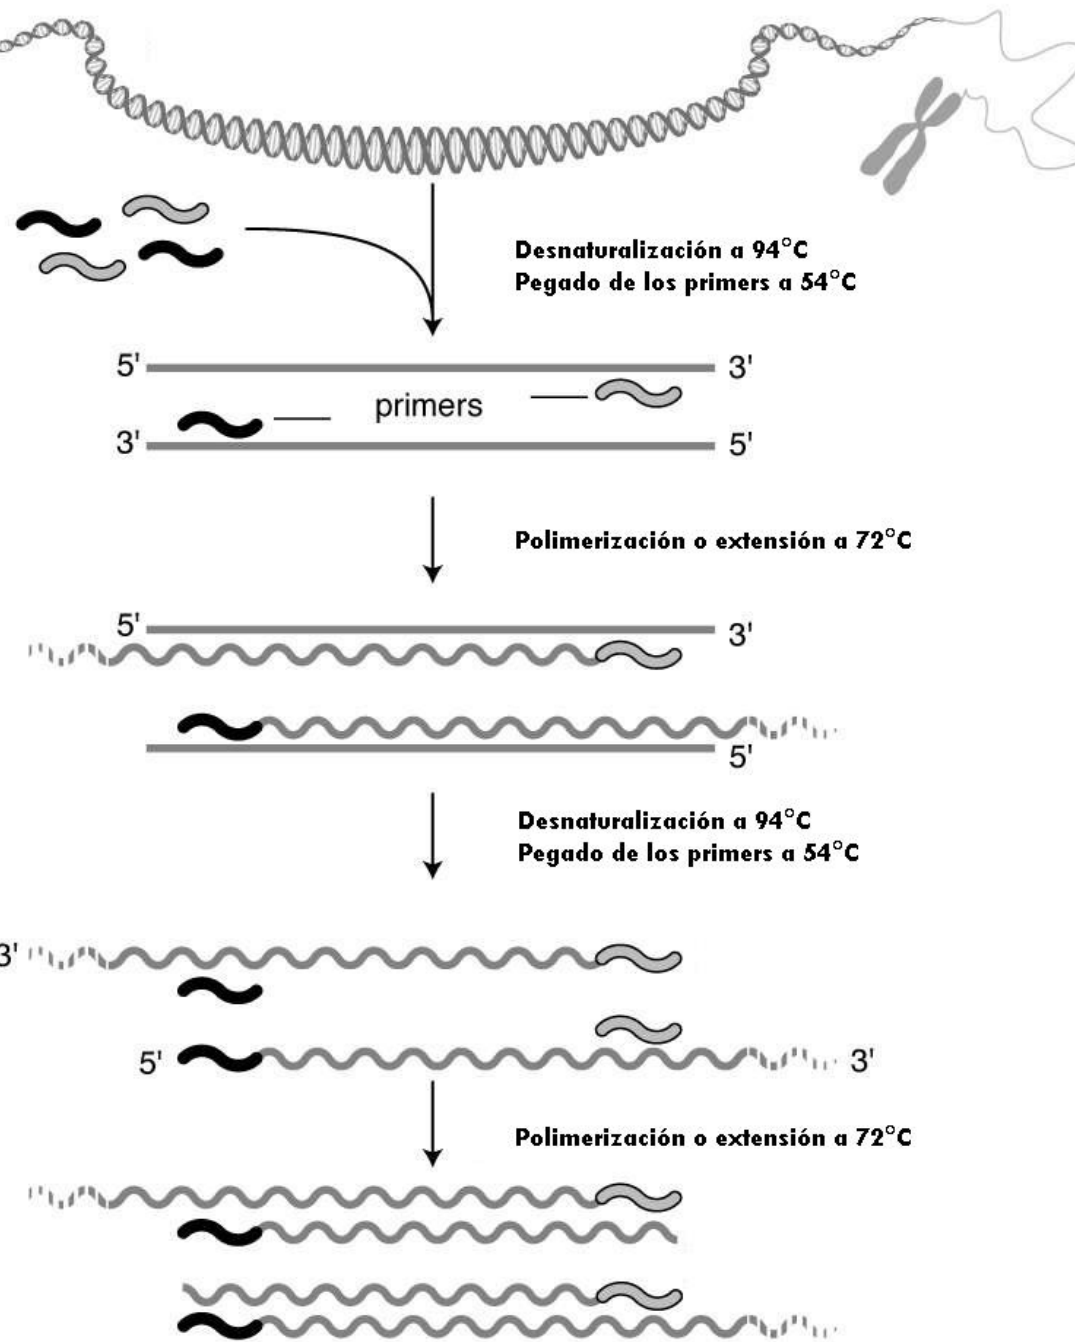 Desnaturalización a 94°C
Pegado de los primers a 54°C
5' 3'
primers
3' 5'
Polimerización o extensión a 72°C
5' 3'
5'
Desnaturalización a 94°C
Pegado de los primers a 54°C
3'
5' 3'
Polimerización o extensión a 72°C